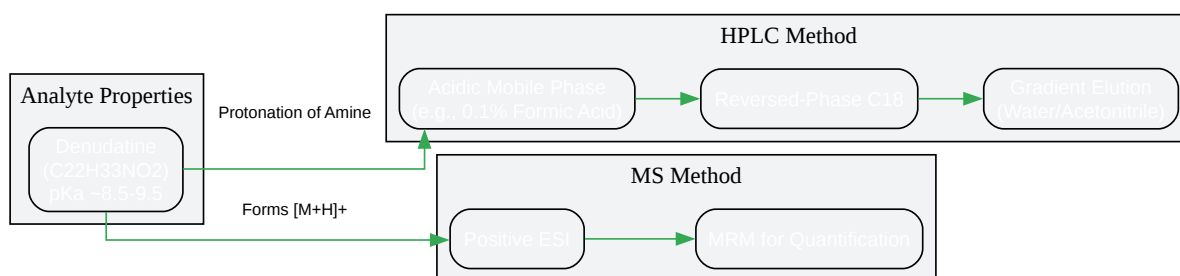 HPLC Method
Acidic Mobile Phase
(e.g., 0.1% Formic Acid)
Reversed-Phase C18
Gradient Elution
(Water/Acetonitrile)
Analyte Properties
Denudatine
(C22H33NO2)
pKa ~8.5-9.5
Protonation of Amine
Forms [M+H]+
MS Method
Positive ESI
MRM for Quantification